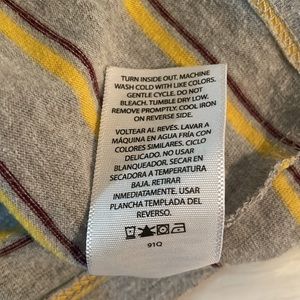 TURN INSIDE OUT. MACHINE
WASH COLD WITH LIKE COLORS.
GENTLE CYCLE. DO NOT
BLEACH. TUMBLE DRY LOW.
REMOVE PROMPTLY. COOL IRON
ON REVERSE SIDE.
VOLTEAR AL REVÉS. LAVAR A
MÁQUINA EN AGUA FRÍA CON
COLORES SIMILARES. CICLO
DELICADO. NO USAR
BLANQUEADOR. SECAR EN
SECADORA A TEMPERATURA
BAJA. RETIRAR
INMEDIATAMENTE. USAR
PLANCHA TEMPLADA DEL
REVERSO.
91Q